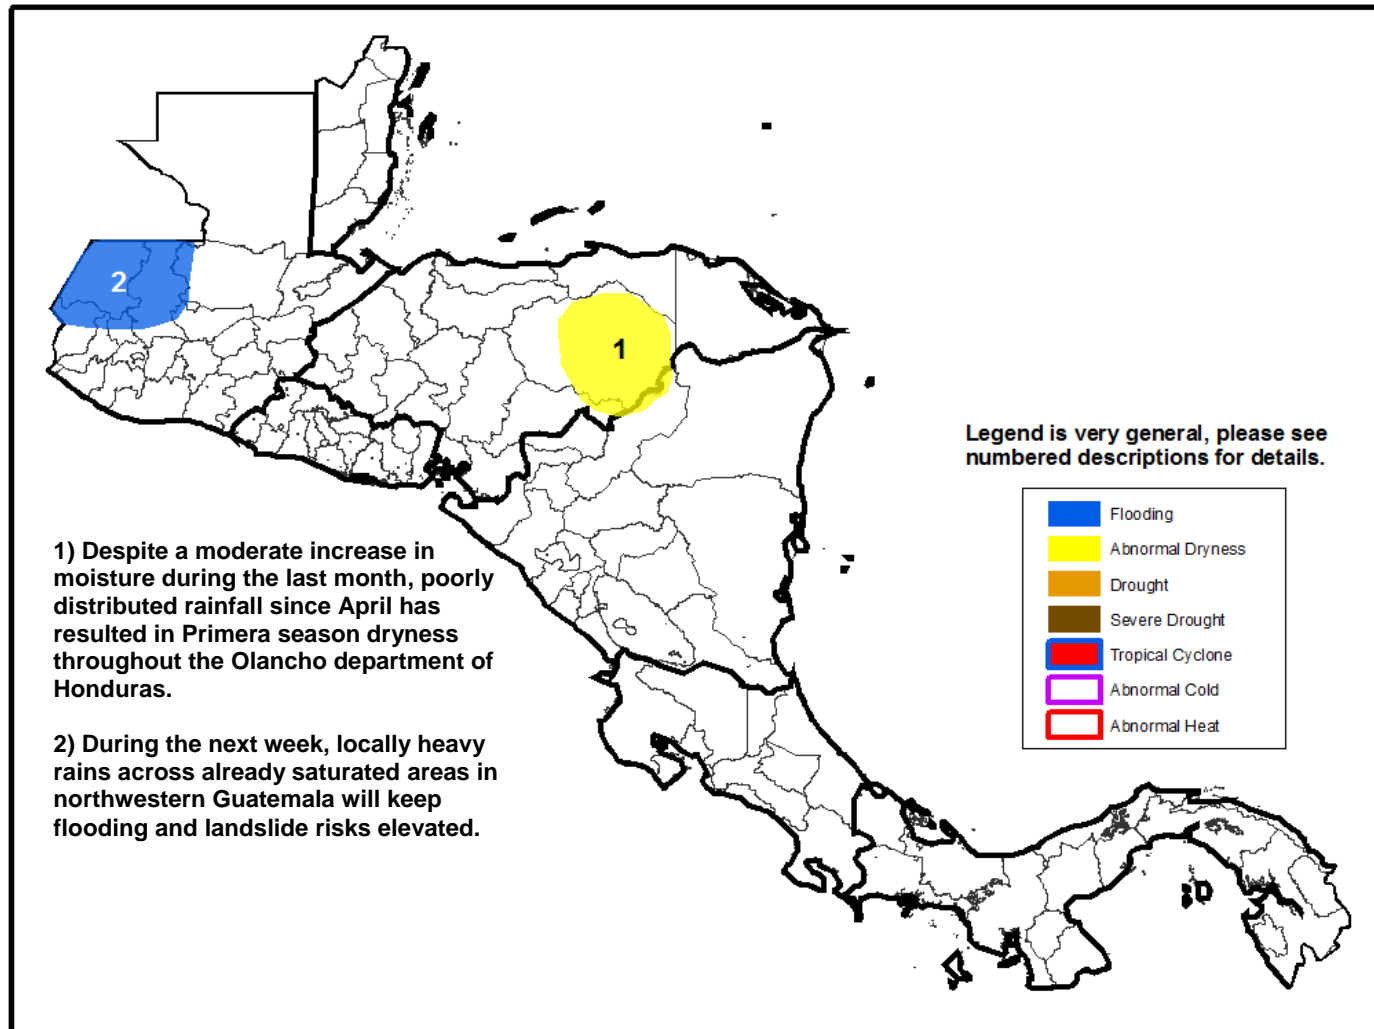 2
1
Legend is very general, please see
numbered descriptions for details.
Flooding
Abnormal Dryness
Drought
Severe Drought
Tropical Cyclone
Abnormal Cold
Abnormal Heat
1) Despite a moderate increase in
moisture during the last month, poorly
distributed rainfall since April has
resulted in Primera season dryness
throughout the Olancho department of
Honduras.
2) During the next week, locally heavy
rains across already saturated areas in
northwestern Guatemala will keep
flooding and landslide risks elevated.